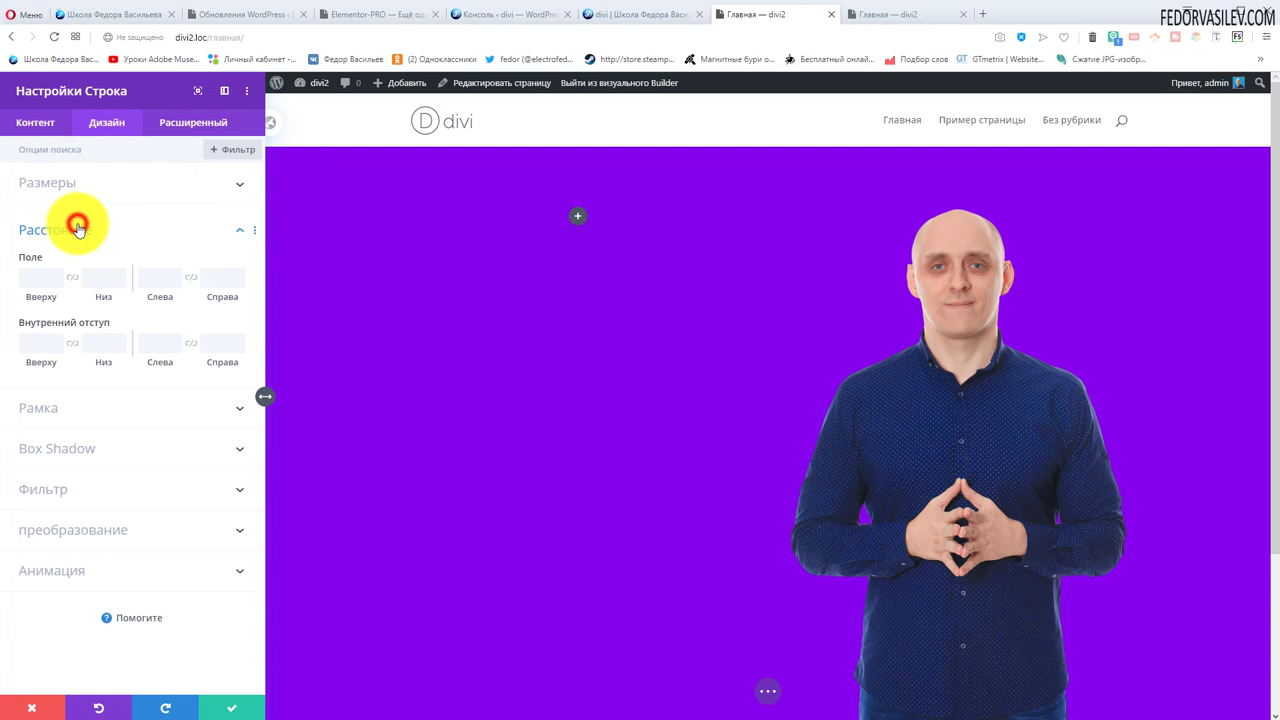 Меню
Школа Федора Васильева
Обновления WordPress ‹
Elementor-PRO — Ещё од
Консоль ‹ divi — WordPre
divi | Школа Федора Васи
Главная — divi2
Главная — divi2
FEDORVASILEV.COM
Не защищено
divi2.loc/главная/
Школа Федора Вас...
Уроки Adobe Muse...
Личный кабинет -...
Федор Васильев
(2) Одноклассники
fedor (@electrofed...
http://store.steamp...
Магнитные бури о...
Бесплатный онлай...
Подбор слов
GTmetrix | Website...
Сжатие JPG-изобр...
Настройки Строка
divi2
0
Добавить
Редактировать страницу
Выйти из визуального Builder
Привет, admin
Контент
Дизайн
Расширенный
divi
Главная
Пример страницы
Без рубрики
Опции поиска
+ Фильтр
Размеры
Расстояние
Поле
Вверху
Низ
Слева
Справа
Внутренний отступ
Вверху
Низ
Слева
Справа
Рамка
Box Shadow
Фильтр
преобразование
Анимация
Помогите